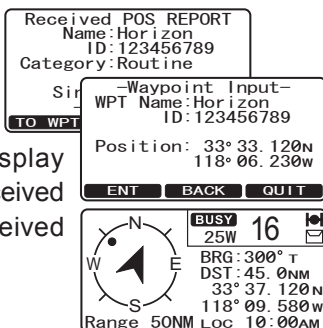 Received POS REPORT
Name:Horizon
ID:123456789
Category:Routine
TO WPT
–Waypoint Input–
WPT Name:Horizon
ID:123456789
Position: 33°33.120N
118°06.230W
ENT BACK QUIT
splay
ceived
eived
N
W E
S
BUSY
25W 16
BRG:300° T
DST:45.0NM
33°37.120N
118°09.580W
Range 50NM Loc 10:00AM